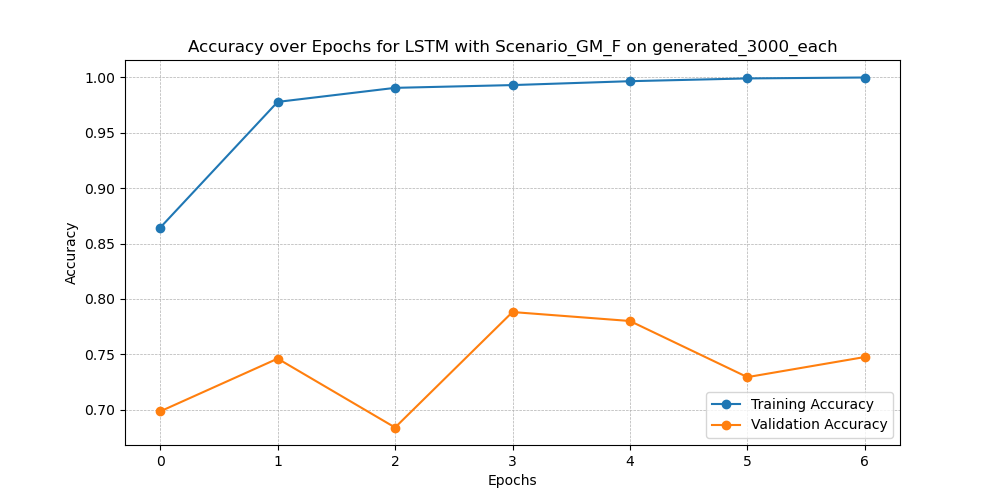 Accuracy over Epochs for LSTM with Scenario_GM_F on generated_3000_each
1.00
0.95
0.90
0.85
0.80
0.75
0.70
Accuracy
0
1
2
3
4
5
6
Epochs
Training Accuracy
Validation Accuracy